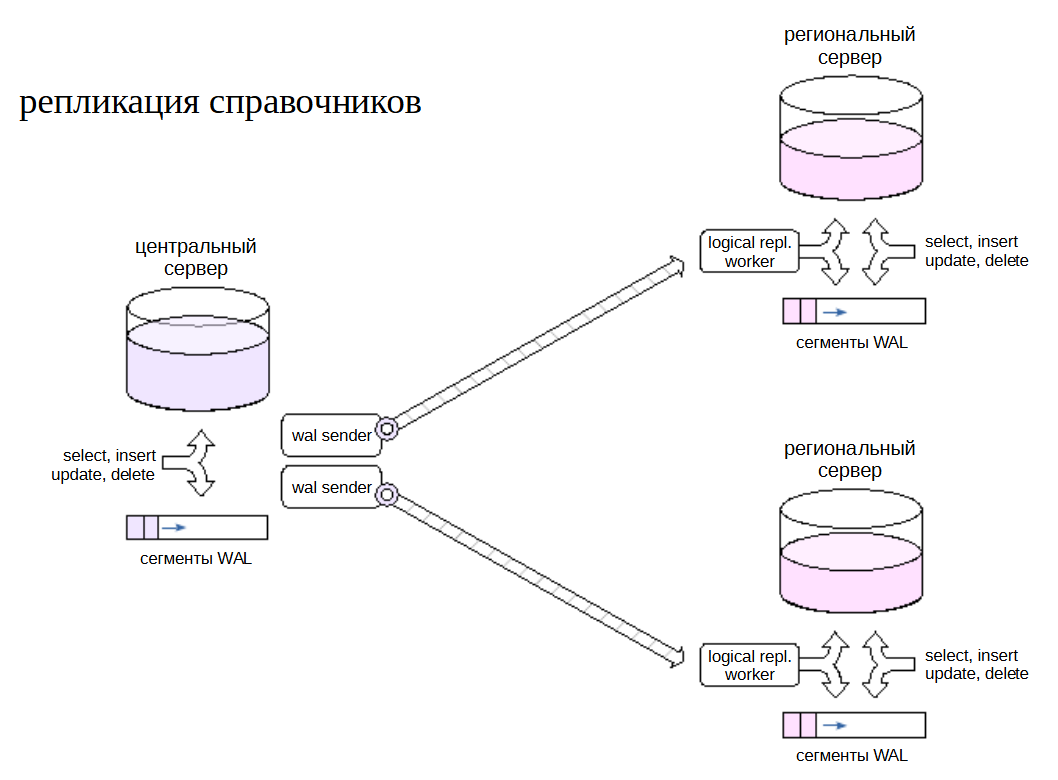 репликация справочников
региональный
сервер
logical repl.
worker
select, insert
update, delete
сегменты WAL
центральный
сервер
select, insert
update, delete
сегменты WAL
wal sender
wal sender
региональный
сервер
logical repl.
worker
select, insert
update, delete
сегменты WAL